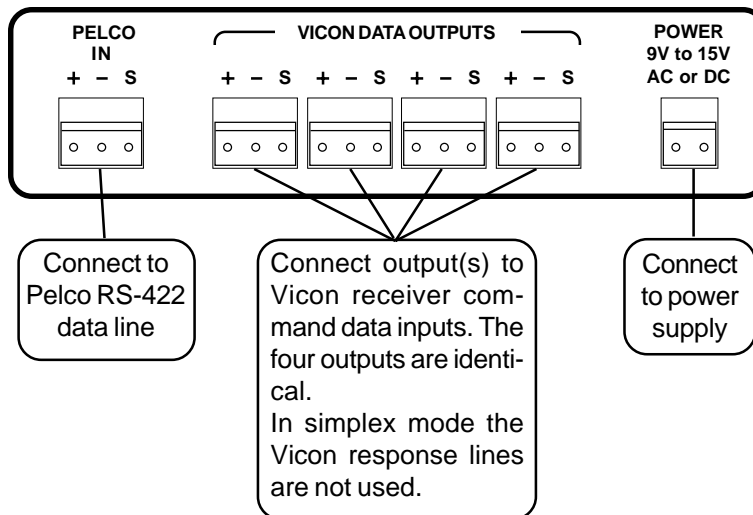 PELCO
IN
+ – S
VICON DATA OUTPUTS
+ – S + – S + – S + – S
POWER
9V to 15V
AC or DC
Connect to
Pelco RS-422
data line
Connect output(s) to
Vicon receiver com-
mand data inputs. The
four outputs are identi-
cal.
In simplex mode the
Vicon response lines
are not used.
Connect
to power
supply